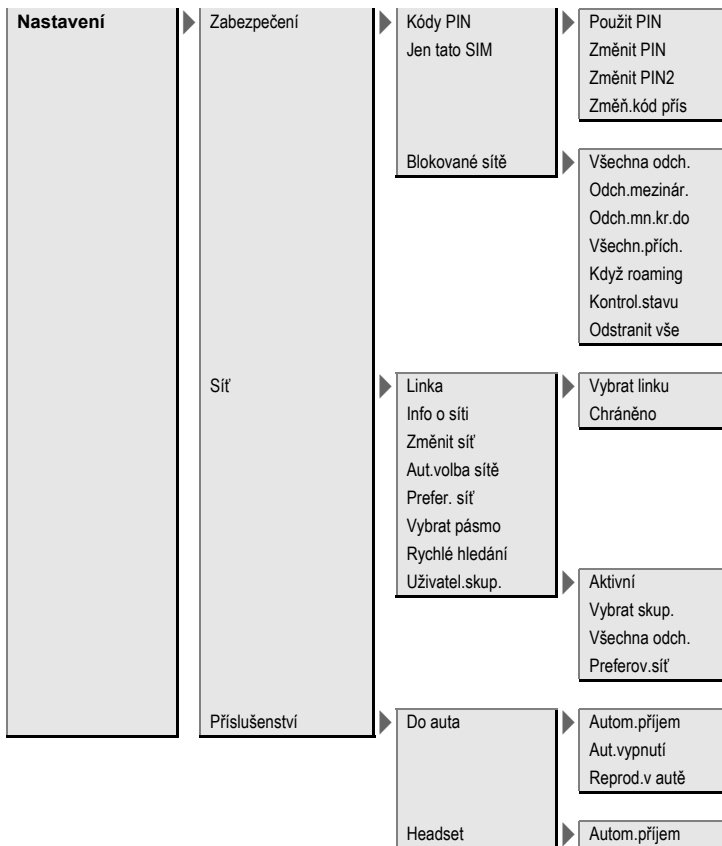 Nastavení
Zabezpečení
Kódy PIN
Použit PIN
Jen tato SIM
Změnit PIN
Změnit PIN2
Změň.kód přís
Blokované sítě
Všechna odch.
Odch.mezinár.
Odch.mn.kr.do
Všechn.přích.
Když roaming
Kontrol.stavu
Odstranit vše
Síť
Linka
Vybrat linku
Info o síti
Chráněno
Změnit síť
Aut.volba sítě
Prefer. síť
Vybrat pásmo
Rychlé hledání
Uživatel.skup.
Aktivní
Vybrat skup.
Všechna odch.
Preferov.síť
Příslušenství
Do auta
Autom.příjem
Aut.vypnutí
Reprod.v autě
Headset
Autom.příjem